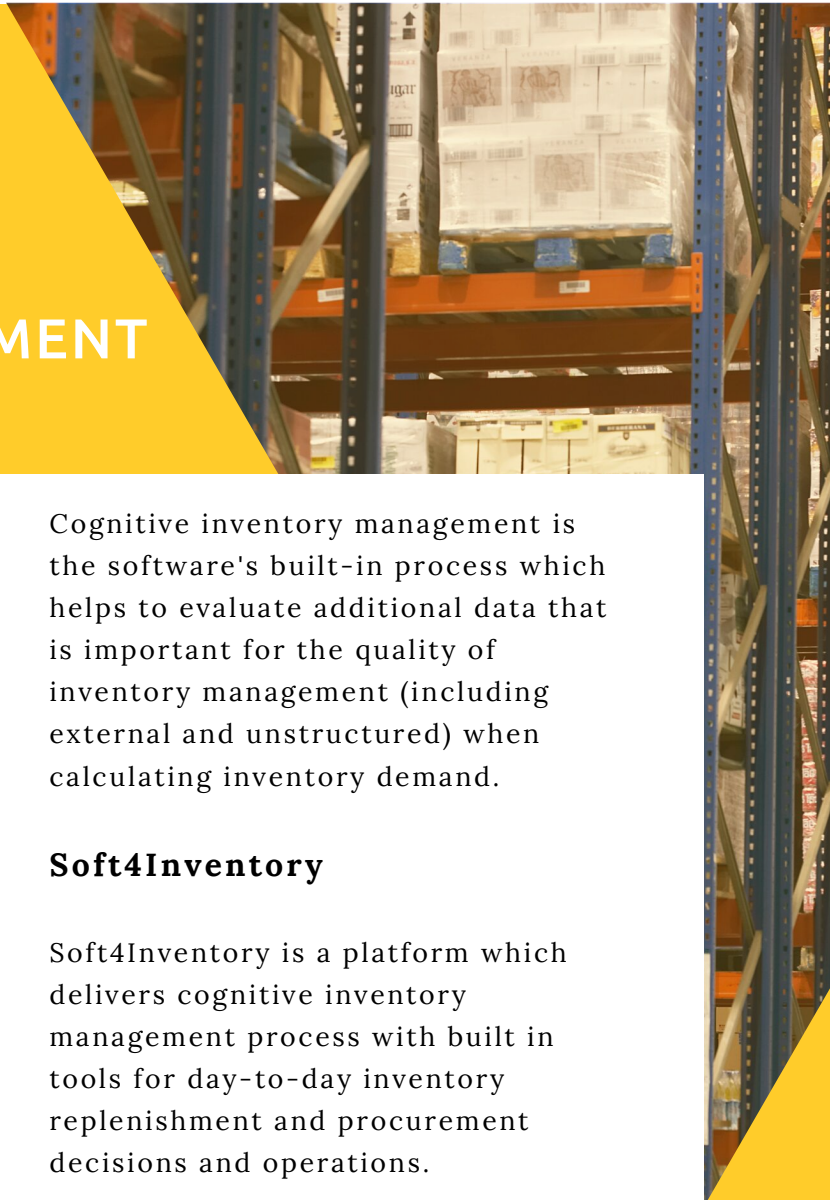 MENT
Cognitive inventory management is
the software's built-in process which
helps to evaluate additional data that
is important for the quality of
inventory management (including
external and unstructured) when
calculating inventory demand.
Soft4Inventory
Soft4Inventory is a platform which
delivers cognitive inventory
management process with built in
tools for day-to-day inventory
replenishment and procurement
decisions and operations.